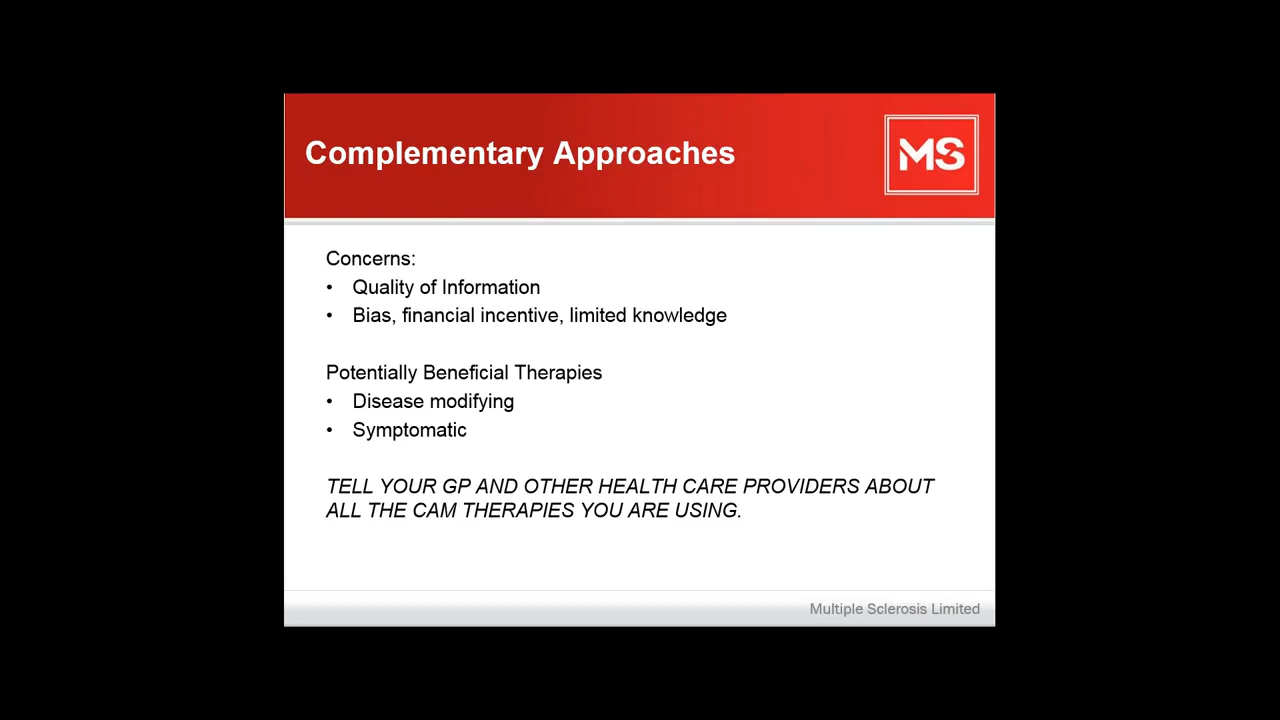 Complementary Approaches
MS
Concerns:
• Quality of Information
• Bias, financial incentive, limited knowledge
Potentially Beneficial Therapies
• Disease modifying
• Symptomatic
TELL YOUR GP AND OTHER HEALTH CARE PROVIDERS ABOUT
ALL THE CAM THERAPIES YOU ARE USING.
Multiple Sclerosis Limited